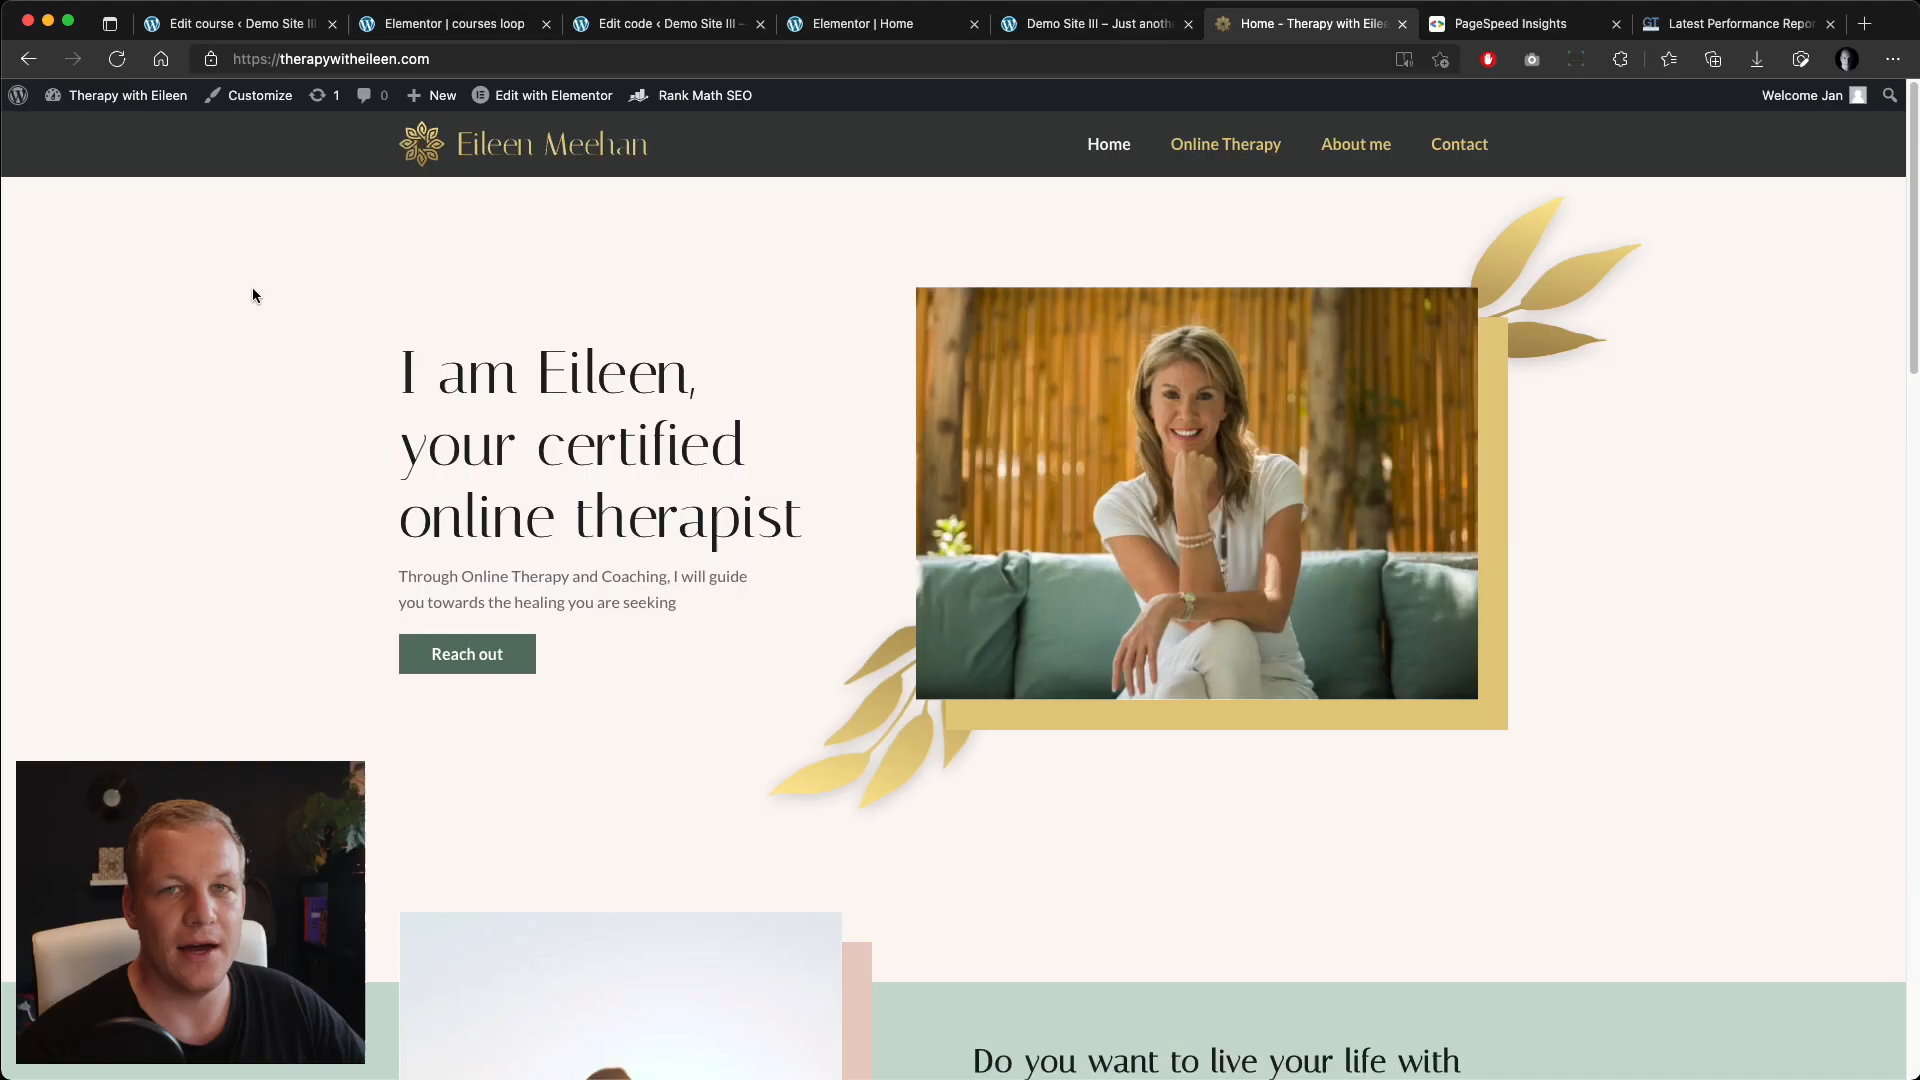 Edit course ‹ Demo Site III
Elementor | courses loop
Edit code ‹ Demo Site III –
Elementor | Home
Demo Site III – Just anoth
Home - Therapy with Eilee
PageSpeed Insights
Latest Performance Repor
https://therapywitheileen.com
Therapy with Eileen
Customize
1
0
New
Edit with Elementor
Rank Math SEO
Welcome Jan
Eileen Meehan
Home
Online Therapy
About me
Contact
I am Eileen,
your certified
online therapist
Through Online Therapy and Coaching, I will guide
you towards the healing you are seeking
Reach out
Do you want to live your life with